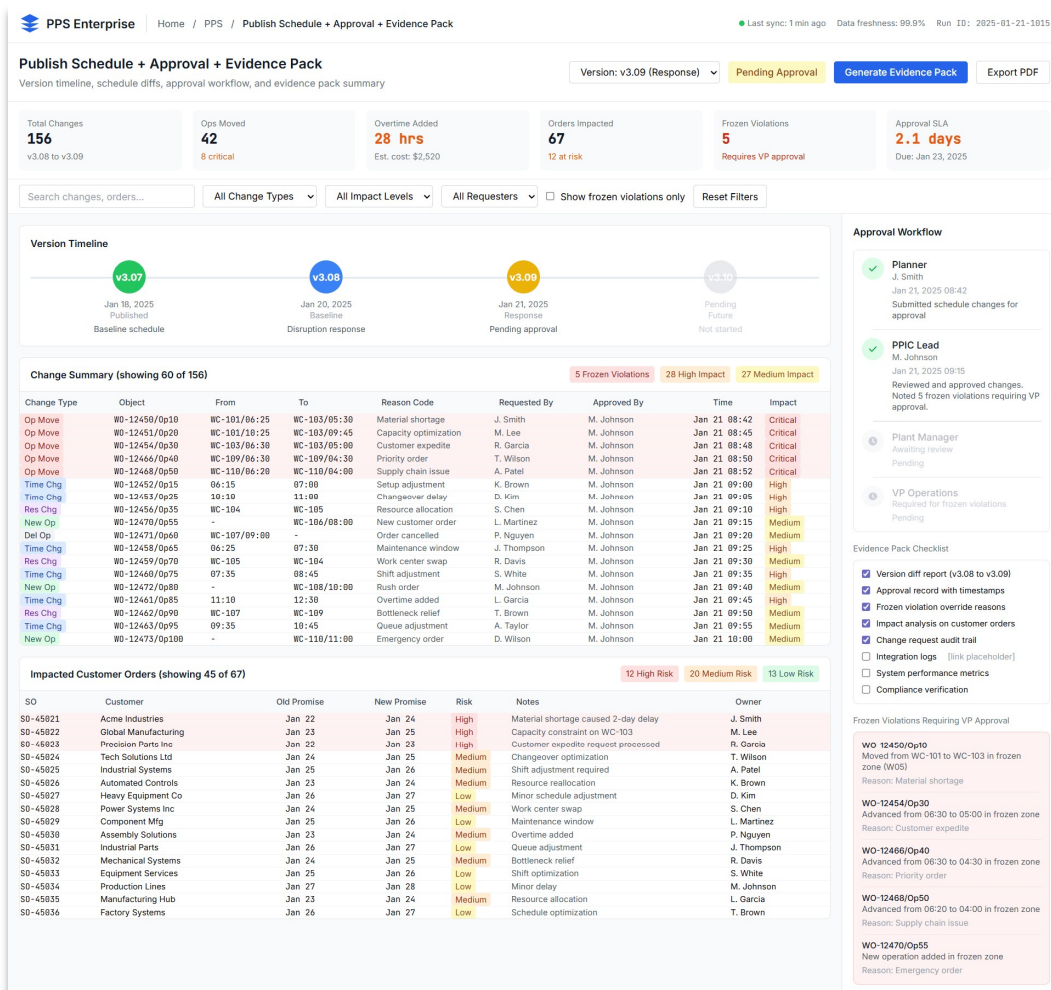 PPS Enterprise Home / PPS / Publish Schedule + Approval + Evidence Pack Last sync: 1 min ago Data freshness: 99.9% Run ID: 2025-01-21-1015
Publish Schedule + Approval + Evidence Pack
Version timeline, schedule diffs, approval workflow, and evidence pack summary
Version: v3.09 (Response) Pending Approval Generate Evidence Pack Export PDF
Total Changes
156
v3.08 to v3.09
Ops Moved
42
8 critical
Overtime Added
28 hrs
Est. cost: $2,520
Orders Impacted
67
12 at risk
Frozen Violations
5
Requires VP approval
Approval SLA
2.1 days
Due: Jan 23, 2025
Search changes, orders... All Change Types All Impact Levels All Requesters Show frozen violations only Reset Filters
Version Timeline
v3.07
Jan 18, 2025
Published
Baseline schedule
v3.08
Jan 20, 2025
Baseline
Disruption response
v3.09
Jan 21, 2025
Response
Pending approval
v3.10
Pending
Future
Not started
Change Summary (showing 60 of 156) 5 Frozen Violations 28 High Impact 27 Medium Impact
Change Type Object From To Reason Code Requested By Approved By Time Impact
Op Move WO-12450/Op10 WC-101/06:25 WC-103/05:30 Material shortage J. Smith M. Johnson Jan 21 08:42 Critical
Op Move WO-12451/Op20 WC-101/10:25 WC-103/09:45 Capacity optimization M. Lee M. Johnson Jan 21 08:45 Critical
Op Move WO-12454/Op30 WC-103/06:30 WC-103/05:00 Customer expedite R. Garcia M. Johnson Jan 21 08:48 Critical
Op Move WO-12466/Op40 WC-109/06:30 WC-109/04:30 Priority order T. Wilson M. Johnson Jan 21 08:50 Critical
Op Move WO-12468/Op50 WC-110/06:20 WC-110/04:00 Supply chain issue A. Patel M. Johnson Jan 21 08:52 Critical
Time Chg WO-12452/Op15 06:15 07:00 Setup adjustment K. Brown M. Johnson Jan 21 09:00 High
Time Chg WO-12453/Op25 10:10 11:00 Changeover delay D. Kim M. Johnson Jan 21 09:05 High
Res Chg WO-12456/Op35 WC-104 WC-105 Resource allocation S. Chen M. Johnson Jan 21 09:10 High
New Op WO-12470/Op55 - WC-106/08:00 New customer order L. Martinez M. Johnson Jan 21 09:15 Medium
Del Op WO-12471/Op60 WC-107/09:00 - Order cancelled P. Nguyen M. Johnson Jan 21 09:20 Medium
Time Chg WO-12458/Op65 06:25 07:30 Maintenance window J. Thompson M. Johnson Jan 21 09:25 High
Res Chg WO-12459/Op70 WC-105 WC-104 Work center swap R. Davis M. Johnson Jan 21 09:30 Medium
Time Chg WO-12460/Op75 07:35 08:45 Shift adjustment S. White M. Johnson Jan 21 09:35 High
New Op WO-12472/Op80 - WC-108/10:00 Rush order M. Johnson M. Johnson Jan 21 09:40 Medium
Time Chg WO-12461/Op85 11:10 12:30 Overtime added L. Garcia M. Johnson Jan 21 09:45 High
Res Chg WO-12462/Op90 WC-107 WC-109 Bottleneck relief T. Brown M. Johnson Jan 21 09:50 Medium
Time Chg WO-12463/Op95 09:35 10:45 Queue adjustment A. Taylor M. Johnson Jan 21 09:55 Medium
New Op WO-12473/Op100 - WC-110/11:00 Emergency order D. Wilson M. Johnson Jan 21 10:00 Medium
Impacted Customer Orders (showing 45 of 67) 12 High Risk 20 Medium Risk 13 Low Risk
SO Customer Old Promise New Promise Risk Notes Owner
SO-45021 Acme Industries Jan 22 Jan 24 High Material shortage caused 2-day delay J. Smith
SO-45022 Global Manufacturing Jan 23 Jan 25 High Capacity constraint on WC-103 M. Lee
SO-45023 Precision Parts Inc Jan 22 Jan 23 High Customer expedite request processed R. Garcia
SO-45024 Tech Solutions Ltd Jan 24 Jan 25 Medium Changeover optimization T. Wilson
SO-45025 Industrial Systems Jan 25 Jan 26 Medium Shift adjustment required A. Patel
SO-45026 Automated Controls Jan 23 Jan 24 Medium Resource reallocation K. Brown
SO-45027 Heavy Equipment Co Jan 26 Jan 27 Low Minor schedule adjustment D. Kim
SO-45028 Power Systems Inc Jan 24 Jan 25 Medium Work center swap S. Chen
SO-45029 Component Mfg Jan 25 Jan 26 Low Maintenance window L. Martinez
SO-45030 Assembly Solutions Jan 23 Jan 24 Medium Overtime added P. Nguyen
SO-45031 Industrial Parts Jan 26 Jan 27 Low Queue adjustment J. Thompson
SO-45032 Mechanical Systems Jan 24 Jan 25 Medium Bottleneck relief R. Davis
SO-45033 Equipment Services Jan 25 Jan 26 Low Shift optimization S. White
SO-45034 Production Lines Jan 27 Jan 28 Low Minor delay M. Johnson
SO-45035 Manufacturing Hub Jan 23 Jan 24 Medium Resource allocation L. Garcia
SO-45036 Factory Systems Jan 26 Jan 27 Low Schedule optimization T. Brown
Approval Workflow
Planner
J. Smith
Jan 21, 2025 08:42
Submitted schedule changes for
approval
PPIC Lead
M. Johnson
Jan 21, 2025 09:15
Reviewed and approved changes.
Noted 5 frozen violations requiring VP
approval.
Plant Manager
Awaiting review
Pending
VP Operations
Required for frozen violations
Pending
Evidence Pack Checklist
Version diff report (v3.08 to v3.09)
Approval record with timestamps
Frozen violation override reasons
Impact analysis on customer orders
Change request audit trail
Integration logs [link placeholder]
System performance metrics
Compliance verification
Frozen Violations Requiring VP Approval
WO-12450/Op10
Moved from WC-101 to WC-103 in frozen
zone (W05)
Reason: Material shortage
WO-12454/Op30
Advanced from 06:30 to 05:00 in frozen zone
Reason: Customer expedite
WO-12466/Op40
Advanced from 06:30 to 04:30 in frozen zone
Reason: Priority order
WO-12468/Op50
Advanced from 06:20 to 04:00 in frozen zone
Reason: Supply chain issue
WO-12470/Op55
New operation added in frozen zone
Reason: Emergency order